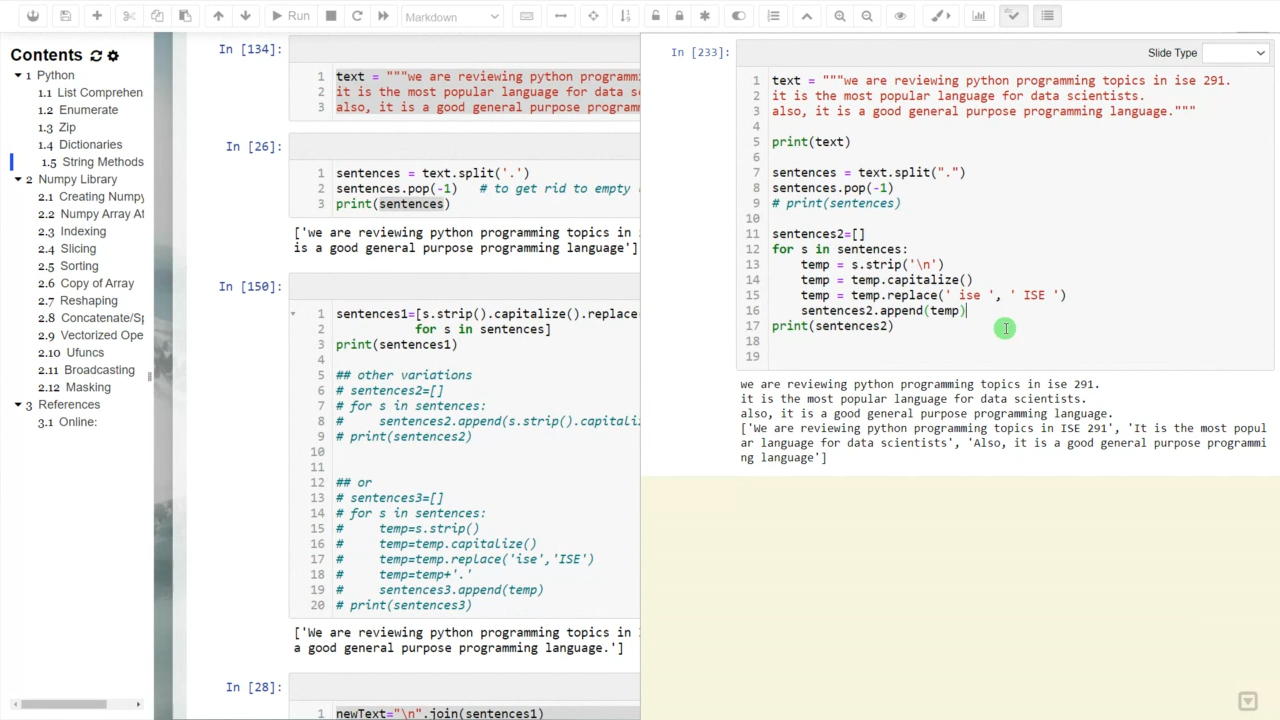 Run
Markdown
Contents
1 Python
1.1 List Comprehen
1.2 Enumerate
1.3 Zip
1.4 Dictionaries
1.5 String Methods
2 Numpy Library
2.1 Creating Numpy
2.2 Numpy Array At
2.3 Indexing
2.4 Slicing
2.5 Sorting
2.6 Copy of Array
2.7 Reshaping
2.8 Concatenate/Sp
2.9 Vectorized Ope
2.10 Ufuncs
2.11 Broadcasting
2.12 Masking
3 References
3.1 Online:
In [134]:
1 text = """we are reviewing python programmi
2 it is the most popular language for data s
3 also, it is a good general purpose program
In [26]:
1 sentences = text.split('.')
2 sentences.pop(-1) # to get rid to empty
3 print(sentences)
['we are reviewing python programming topics in
is a good general purpose programming language']
In [150]:
1 sentences1=[s.strip().capitalize().replace
2 for s in sentences]
3 print(sentences1)
4
5 ## other variations
6 # sentences2=[]
7 # for s in sentences:
8 # sentences2.append(s.strip().capitali
9 # print(sentences2)
10
11
12 ## or
13 # sentences3=[]
14 # for s in sentences:
15 # temp=s.strip()
16 # temp=temp.capitalize()
17 # temp=temp.replace('ise','ISE')
18 # temp=temp+'.'
19 # sentences3.append(temp)
20 # print(sentences3)
['We are reviewing python programming topics in
a good general purpose programming language.']
In [28]:
1 newText="\n".join(sentences1)
In [233]:
Slide Type
1 text = """we are reviewing python programming topics in ise 291.
2 it is the most popular language for data scientists.
3 also, it is a good general purpose programming language."""
4
5 print(text)
6
7 sentences = text.split(".")
8 sentences.pop(-1)
9 # print(sentences)
10
11 sentences2=[]
12 for s in sentences:
13 temp = s.strip('\n')
14 temp = temp.capitalize()
15 temp = temp.replace(' ise ', ' ISE ')
16 sentences2.append(temp)
17 print(sentences2)
18
19
we are reviewing python programming topics in ise 291.
it is the most popular language for data scientists.
also, it is a good general purpose programming language.
['We are reviewing python programming topics in ISE 291', 'It is the most popul
ar language for data scientists', 'Also, it is a good general purpose programmi
ng language']